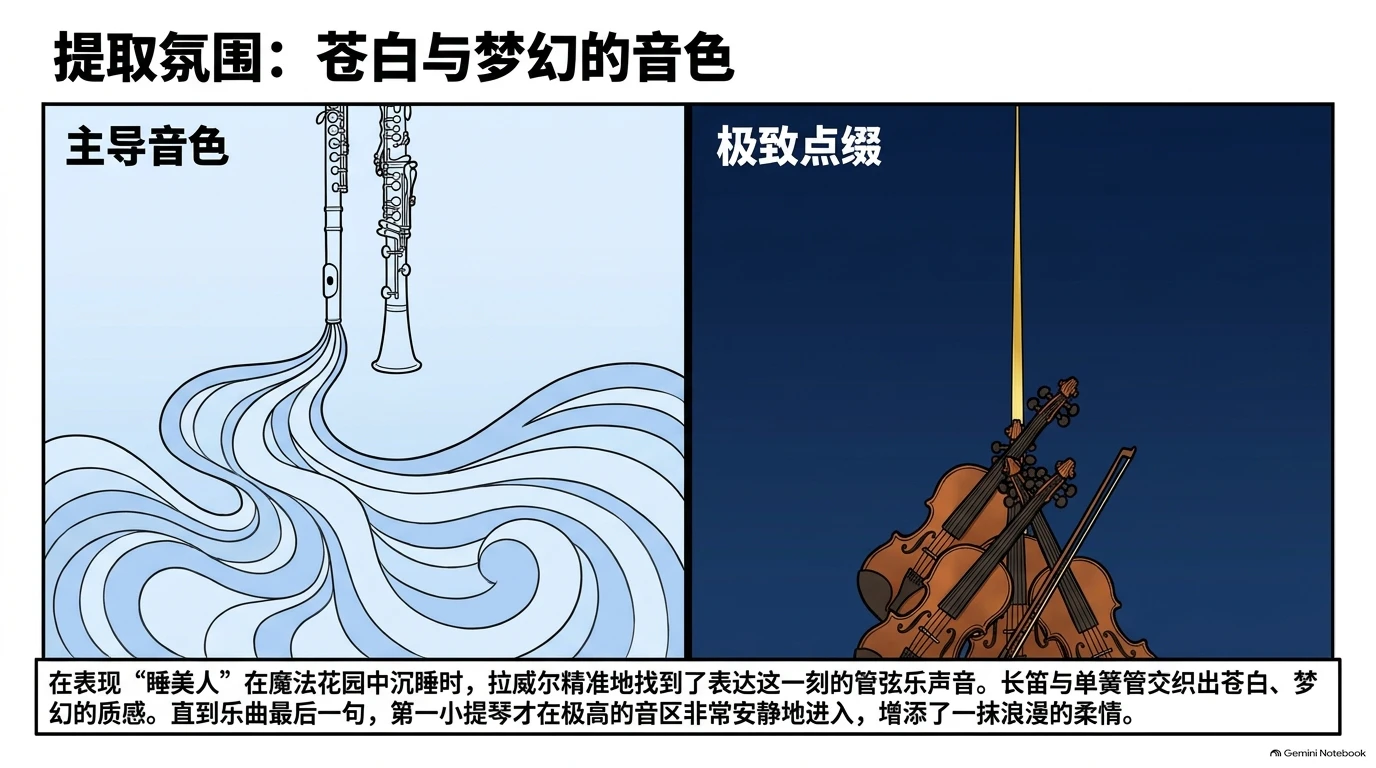 提取氛围：苍白与梦幻的音色
主导音色
极致点缀
在表现“睡美人”在魔法花园中沉睡时，拉威尔精准地找到了表达这一刻的管弦乐声音。长笛与单簧管交织出苍白、梦
幻的质感。直到乐曲最后一句，第一小提琴才在极高的音区非常安静地进入，增添了一抹浪漫的柔情。
Gemini Notebook